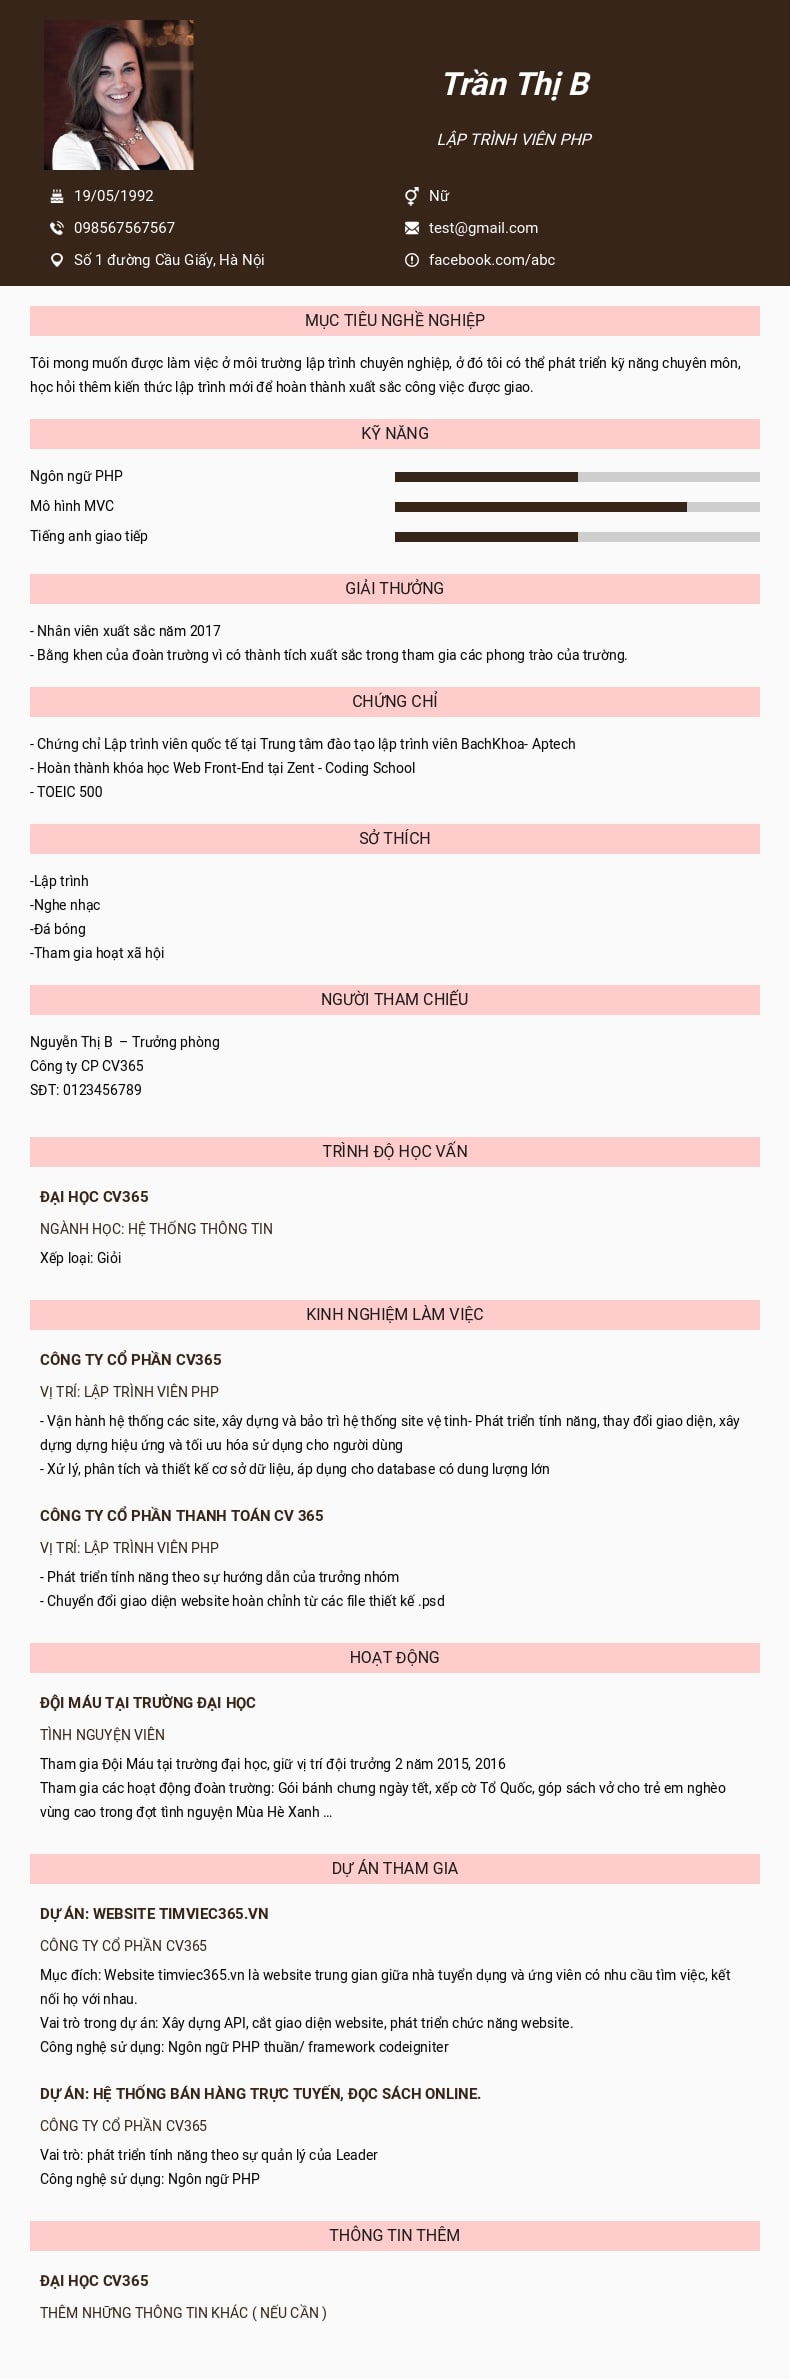 Trần Thị B
LẬP TRÌNH VIÊN PHP
19/05/1992
Nữ
098567567567
test@gmail.com
Số 1 đường Cầu Giấy, Hà Nội
facebook.com/abc
MỤC TIÊU NGHỀ NGHIỆP
Tôi mong muốn được làm việc ở môi trường lập trình chuyên nghiệp, ở đó tôi có thể phát triển kỹ năng chuyên môn,
học hỏi thêm kiến thức lập trình mới để hoàn thành xuất sắc công việc được giao.
KỸ NĂNG
Ngôn ngữ PHP
Mô hình MVC
Tiếng anh giao tiếp
GIẢI THƯỞNG
- Nhân viên xuất sắc năm 2017
- Bằng khen của đoàn trường vì có thành tích xuất sắc trong tham gia các phong trào của trường.
CHỨNG CHỈ
- Chứng chỉ Lập trình viên quốc tế tại Trung tâm đào tạo lập trình viên BachKhoa- Aptech
- Hoàn thành khóa học Web Front-End tại Zent - Coding School
- TOEIC 500
SỞ THÍCH
-Lập trình
-Nghe nhạc
-Đá bóng
-Tham gia hoạt xã hội
NGƯỜI THAM CHIẾU
Nguyễn Thị B – Trưởng phòng
Công ty CP CV365
SĐT: 0123456789
TRÌNH ĐỘ HỌC VẤN
ĐẠI HỌC CV365
NGÀNH HỌC: HỆ THỐNG THÔNG TIN
Xếp loại: Giỏi
KINH NGHIỆM LÀM VIỆC
CÔNG TY CỔ PHẦN CV365
VỊ TRÍ: LẬP TRÌNH VIÊN PHP
- Vận hành hệ thống các site, xây dựng và bảo trì hệ thống site vệ tinh- Phát triển tính năng, thay đổi giao diện, xây
dựng dựng hiệu ứng và tối ưu hóa sử dụng cho người dùng
- Xử lý, phân tích và thiết kế cơ sở dữ liệu, áp dụng cho database có dung lượng lớn
CÔNG TY CỔ PHẦN THANH TOÁN CV 365
VỊ TRÍ: LẬP TRÌNH VIÊN PHP
- Phát triển tính năng theo sự hướng dẫn của trưởng nhóm
- Chuyển đổi giao diện website hoàn chỉnh từ các file thiết kế .psd
HOẠT ĐỘNG
ĐỘI MÁU TẠI TRƯỜNG ĐẠI HỌC
TÌNH NGUYỆN VIÊN
Tham gia Đội Máu tại trường đại học, giữ vị trí đội trưởng 2 năm 2015, 2016
Tham gia các hoạt động đoàn trường: Gói bánh chưng ngày tết, xếp cờ Tổ Quốc, góp sách vở cho trẻ em nghèo
vùng cao trong đợt tình nguyện Mùa Hè Xanh ...
DỰ ÁN THAM GIA
DỰ ÁN: WEBSITE TIMVIEC365.VN
CÔNG TY CỔ PHẦN CV365
Mục đích: Website timviec365.vn là website trung gian giữa nhà tuyển dụng và ứng viên có nhu cầu tìm việc, kết
nối họ với nhau.
Vai trò trong dự án: Xây dựng API, cắt giao diện website, phát triển chức năng website.
Công nghệ sử dụng: Ngôn ngữ PHP thuần/ framework codeigniter
DỰ ÁN: HỆ THỐNG BÁN HÀNG TRỰC TUYẾN, ĐỌC SÁCH ONLINE.
CÔNG TY CỔ PHẦN CV365
Vai trò: phát triển tính năng theo sự quản lý của Leader
Công nghệ sử dụng: Ngôn ngữ PHP
THÔNG TIN THÊM
ĐẠI HỌC CV365
THÊM NHỮNG THÔNG TIN KHÁC ( NẾU CẦN )